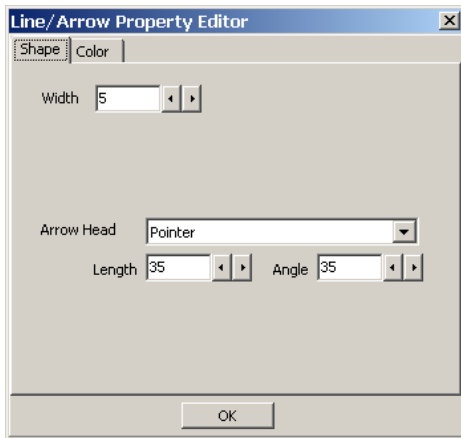 Line/Arrow Property Editor
Shape Color
Width 5
Arrow Head Pointer
Length 35 Angle 35
OK